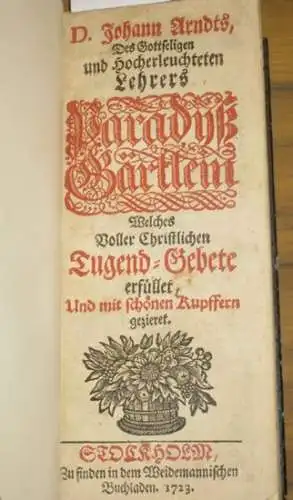 D. Johann Arndts,
Des Gottseligen
und Hocherleuchteten
Lehrers
Paradyß
Gärtlein
Welches
Voller Christlichen
Tugend-Gebete
erfüllet,
Und mit schönen Kupffern
gezieret.
STOCKHOLM,
Zu finden in dem Weidemannischen
Buchladen. 1723.